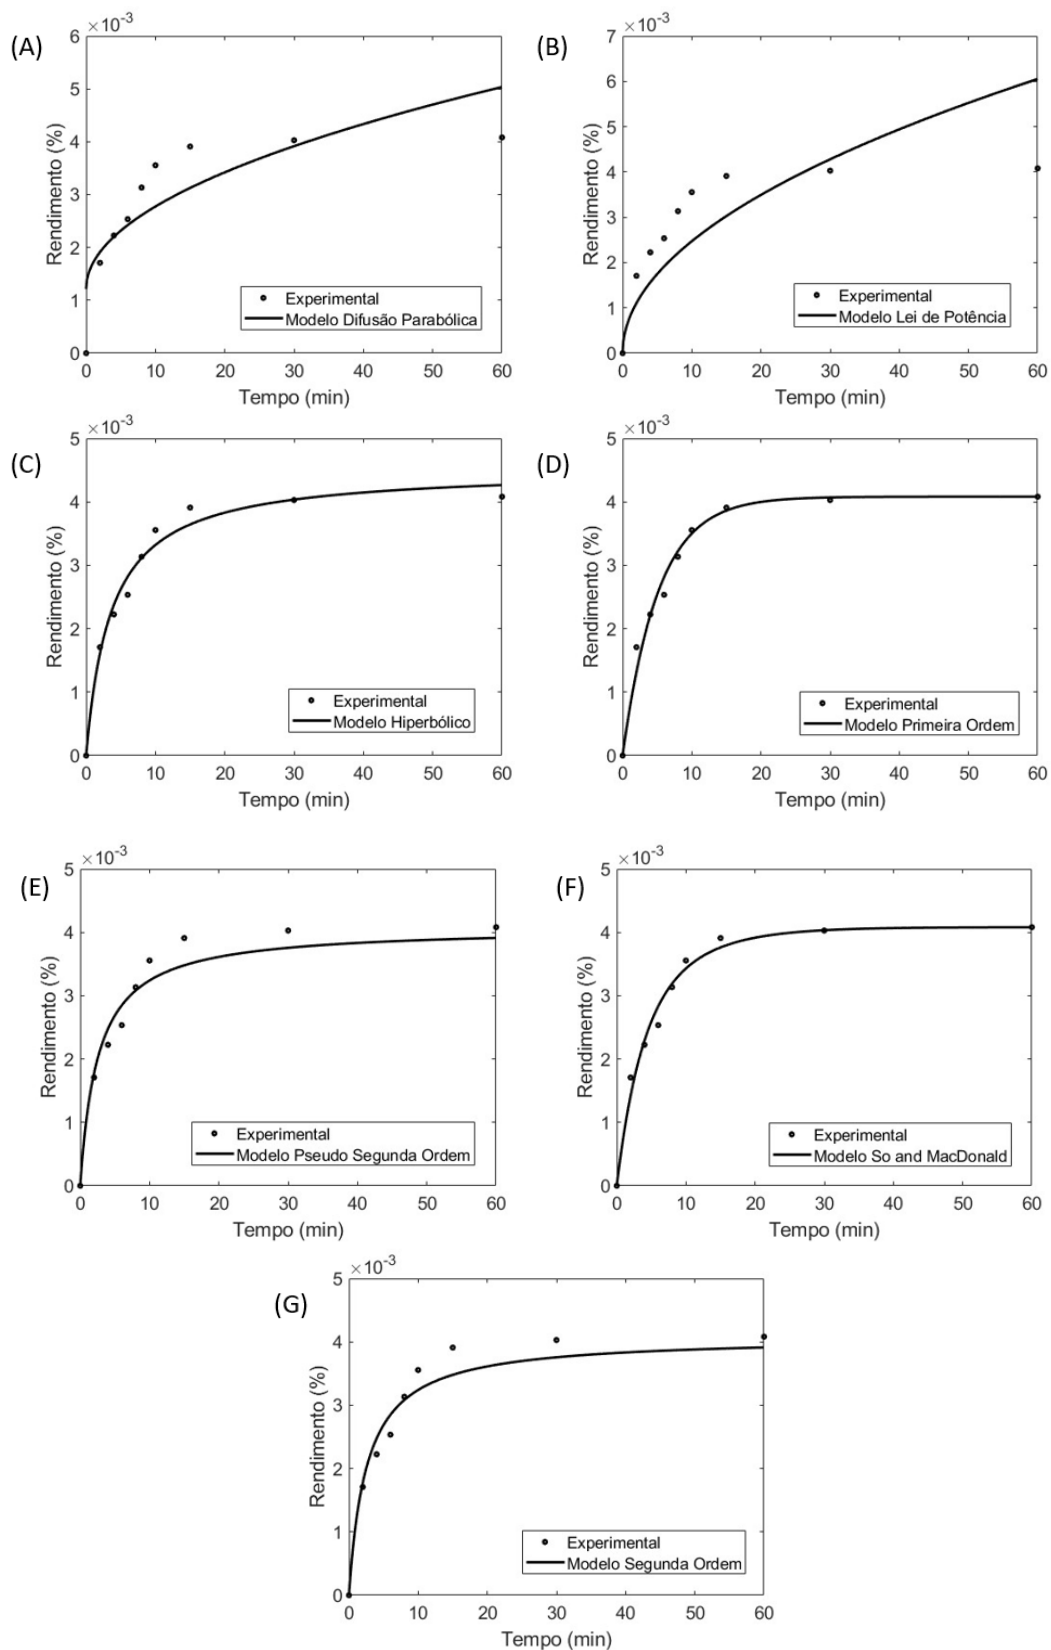 (A)
×10⁻³
6
5
4
3
2
1
0
Rendimento (%)
Experimental
Modelo Difusão Parabólica
0 10 20 30 40 50 60
Tempo (min)
(B)
×10⁻³
7
6
5
4
3
2
1
0
Rendimento (%)
Experimental
Modelo Lei de Potência
0 10 20 30 40 50 60
Tempo (min)
(C)
×10⁻³
5
4
3
2
1
0
Rendimento (%)
Experimental
Modelo Hiperbólico
0 10 20 30 40 50 60
Tempo (min)
(D)
×10⁻³
5
4
3
2
1
0
Rendimento (%)
Experimental
Modelo Primeira Ordem
0 10 20 30 40 50 60
Tempo (min)
(E)
×10⁻³
5
4
3
2
1
0
Rendimento (%)
Experimental
Modelo Pseudo Segunda Ordem
0 10 20 30 40 50 60
Tempo (min)
(F)
×10⁻³
5
4
3
2
1
0
Rendimento (%)
Experimental
Modelo So and MacDonald
0 10 20 30 40 50 60
Tempo (min)
(G)
×10⁻³
5
4
3
2
1
0
Rendimento (%)
Experimental
Modelo Segunda Ordem
0 10 20 30 40 50 60
Tempo (min)